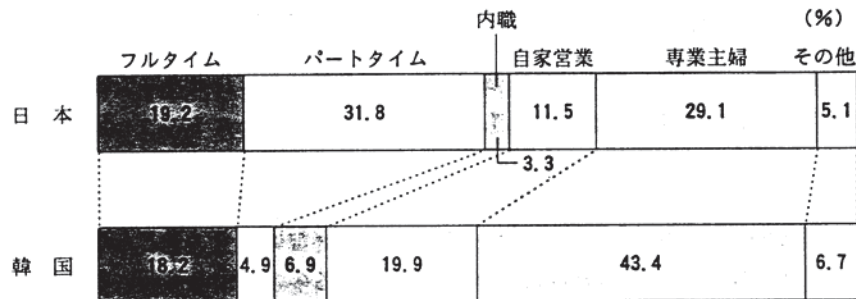 内職 (%)
フルタイム パートタイム 自家営業 専業主婦 その他
日本 19.2 31.8 11.5 29.1 5.1
3.3
韓国 18.2 4.9 6.9 19.9 43.4 6.7